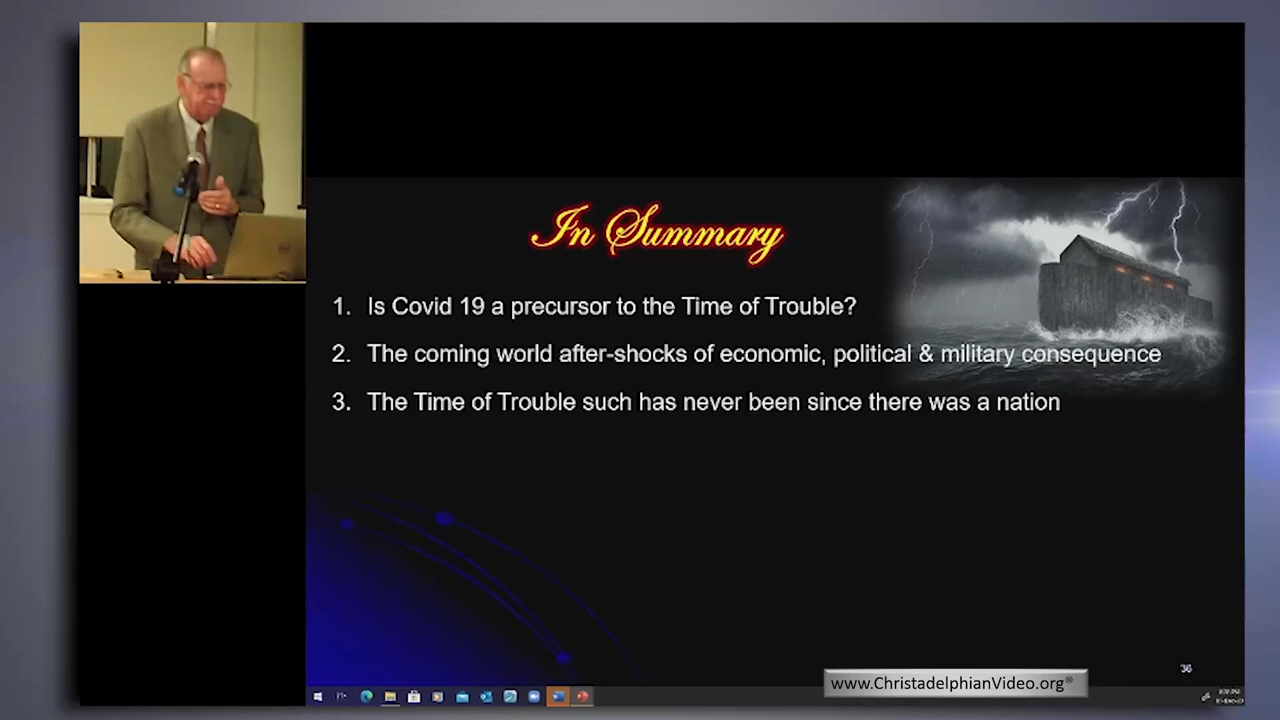 In Summary
1. Is Covid 19 a precursor to the Time of Trouble?
2. The coming world after-shocks of economic, political & military consequence
3. The Time of Trouble such has never been since there was a nation
36
www.ChristadelphianVideo.org®